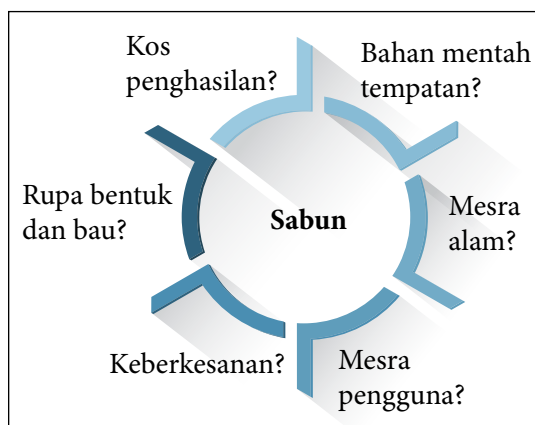 Kos
penghasilan?
Bahan mentah
tempatan?
Rupa bentuk
dan bau?
Sabun
Mesra
alam?
Keberkesanan?
Mesra
pengguna?